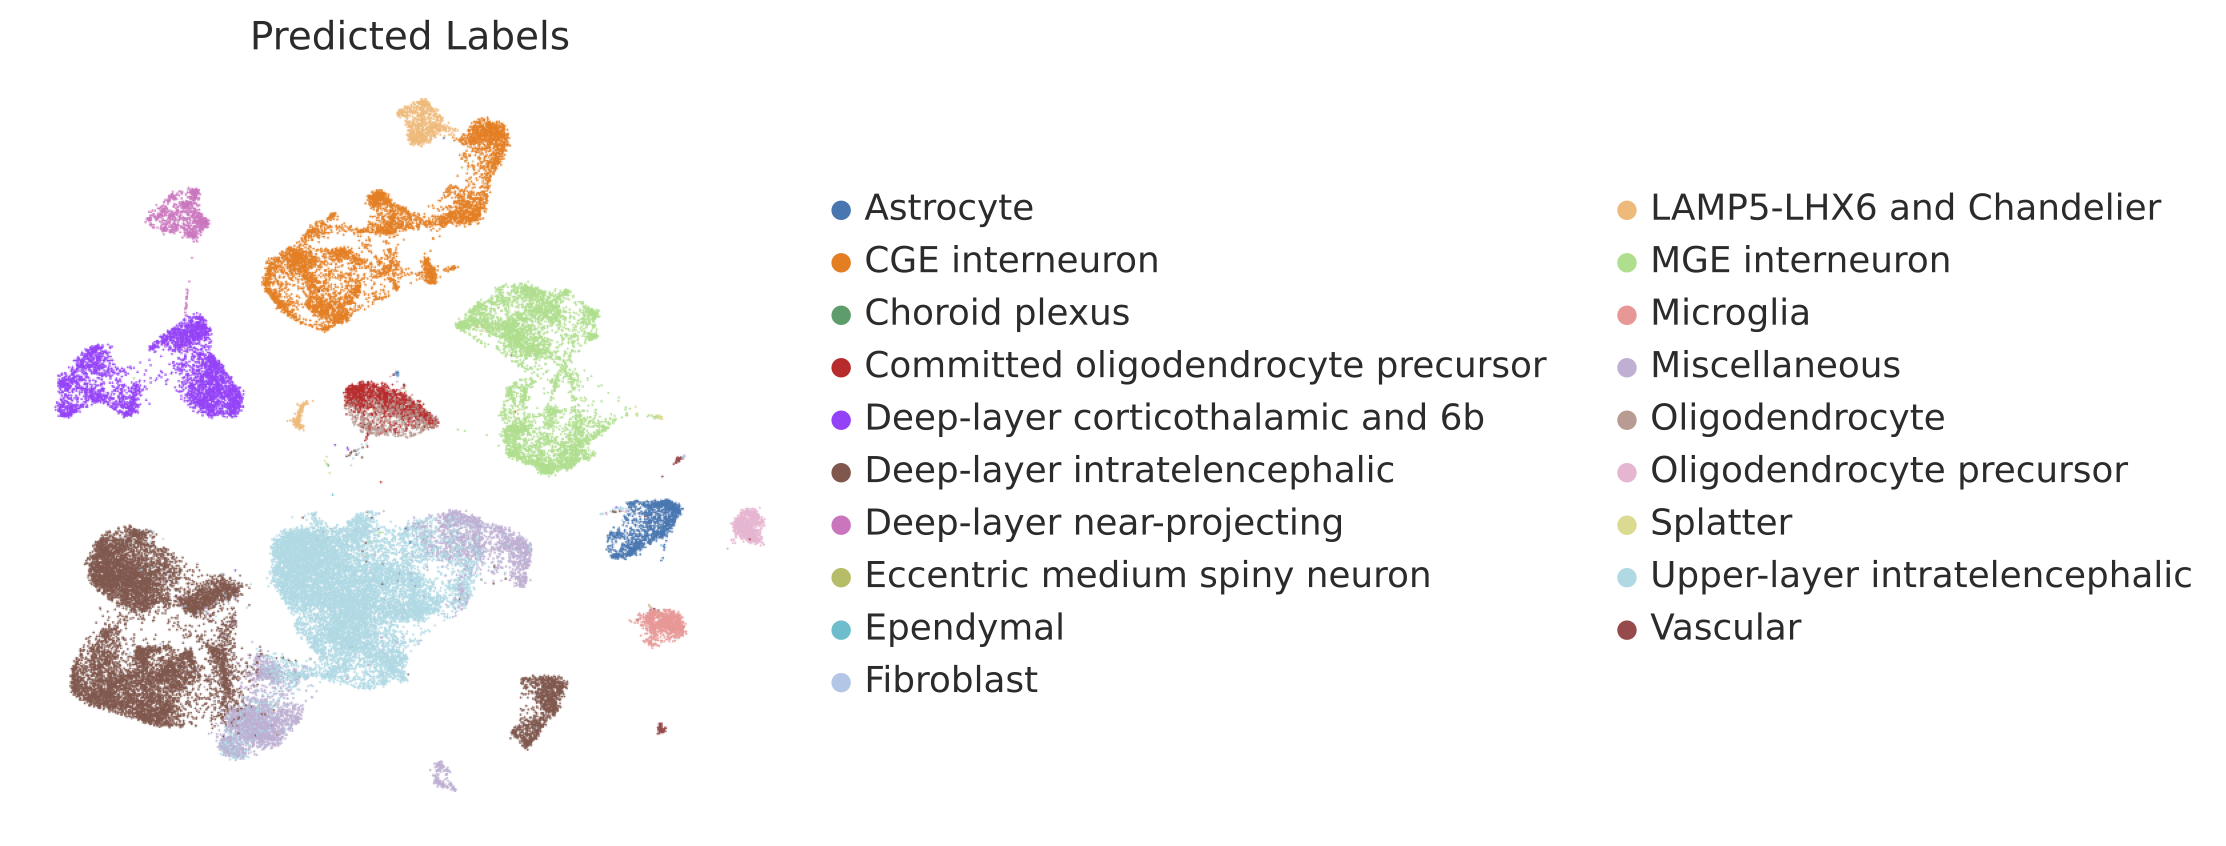 Predicted Labels
Astrocyte
CGE interneuron
Choroid plexus
Committed oligodendrocyte precursor
Deep-layer corticothalamic and 6b
Deep-layer intratelencephalic
Deep-layer near-projecting
Eccentric medium spiny neuron
Ependymal
Fibroblast
LAMP5-LHX6 and Chandelier
MGE interneuron
Microglia
Miscellaneous
Oligodendrocyte
Oligodendrocyte precursor
Splatter
Upper-layer intratelencephalic
Vascular